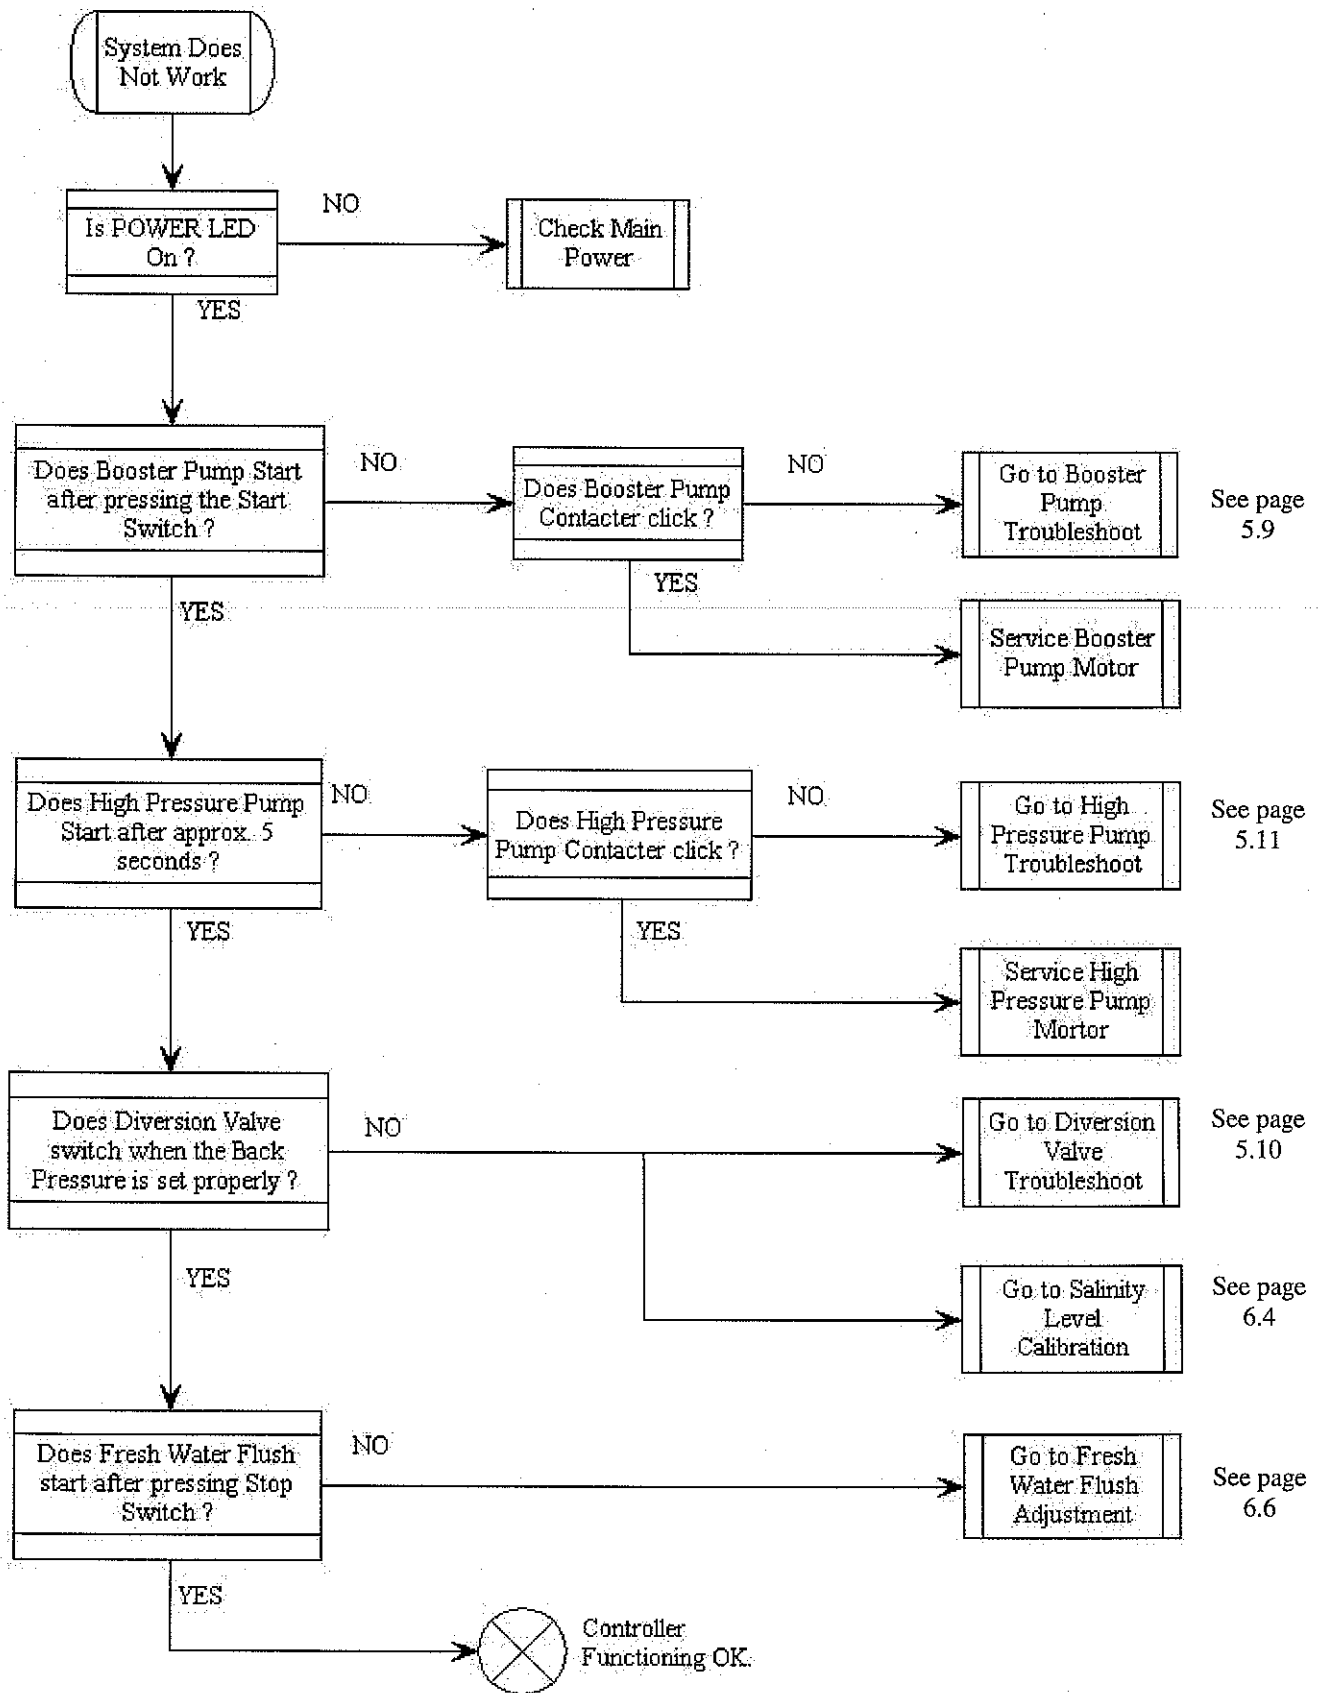 System Does
Not Work
Is POWER LED
On ?
NO
Check Main
Power
YES
Does Booster Pump Start
after pressing the Start
Switch ?
NO
Does Booster Pump
Contacter click ?
NO
Go to Booster
Pump
Troubleshoot
See page
5.9
YES
Service Booster
Pump Motor
YES
Does High Pressure Pump
Start after approx. 5
seconds ?
NO
Does High Pressure
Pump Contacter click ?
NO
Go to High
Pressure Pump
Troubleshoot
See page
5.11
YES
Service High
Pressure Pump
Mortor
YES
Does Diversion Valve
switch when the Back
Pressure is set properly ?
NO
Go to Diversion
Valve
Troubleshoot
See page
5.10
Go to Salinity
Level
Calibration
See page
6.4
YES
Does Fresh Water Flush
start after pressing Stop
Switch ?
NO
Go to Fresh
Water Flush
Adjustment
See page
6.6
YES
Controller
Functioning OK.